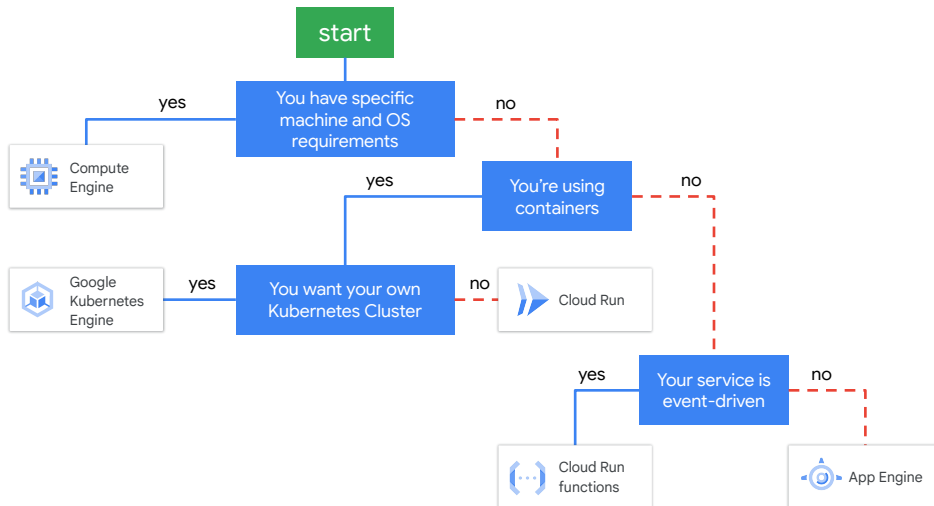 start
yes
You have specific
machine and OS
requirements
no
Compute
Engine
yes
You're using
containers
no
Google
Kubernetes
Engine
yes
You want your own
Kubernetes Cluster
no
Cloud Run
yes
Your service is
event-driven
no
Cloud Run
functions
App Engine